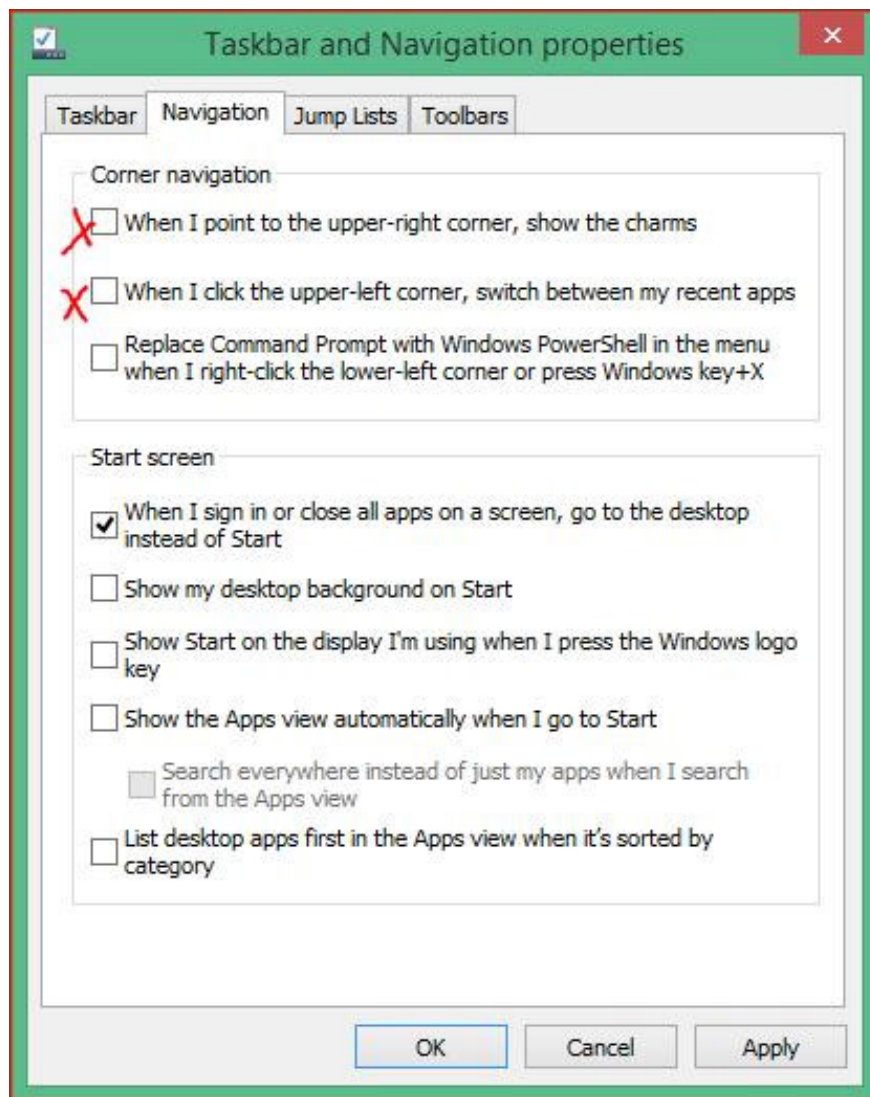 Taskbar and Navigation properties
Taskbar
Navigation
Jump Lists
Toolbars
Corner navigation
When I point to the upper-right corner, show the charms
When I click the upper-left corner, switch between my recent apps
Replace Command Prompt with Windows PowerShell in the menu
when I right-click the lower-left corner or press Windows key+X
Start screen
When I sign in or close all apps on a screen, go to the desktop
instead of Start
Show my desktop background on Start
Show Start on the display I'm using when I press the Windows logo
key
Show the Apps view automatically when I go to Start
Search everywhere instead of just my apps when I search
from the Apps view
List desktop apps first in the Apps view when it's sorted by
category
OK
Cancel
Apply